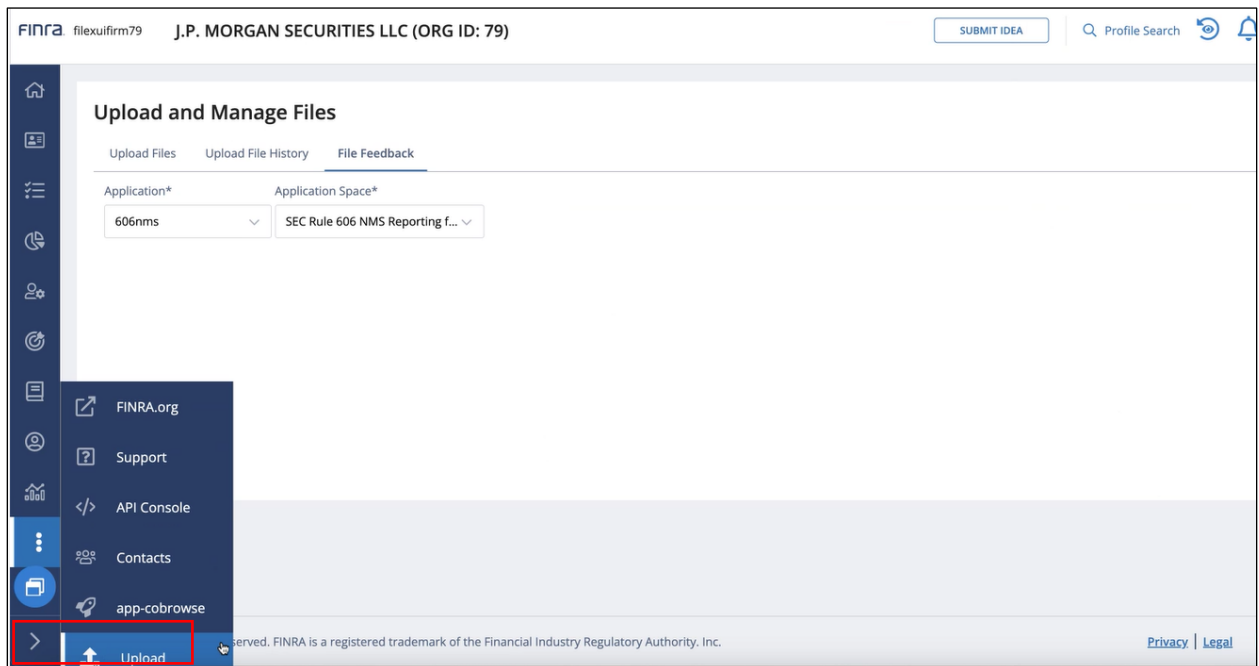 FINRA filexuifirm79 J.P. MORGAN SECURITIES LLC (ORG ID: 79) SUBMIT IDEA Profile Search
Upload and Manage Files
Upload Files Upload File History File Feedback
Application* Application Space*
606nms SEC Rule 606 NMS Reporting f...
FINRA.org
Support
</> API Console
Contacts
app-cobrowse
Upload served. FINRA is a registered trademark of the Financial Industry Regulatory Authority. Inc. Privacy | Legal